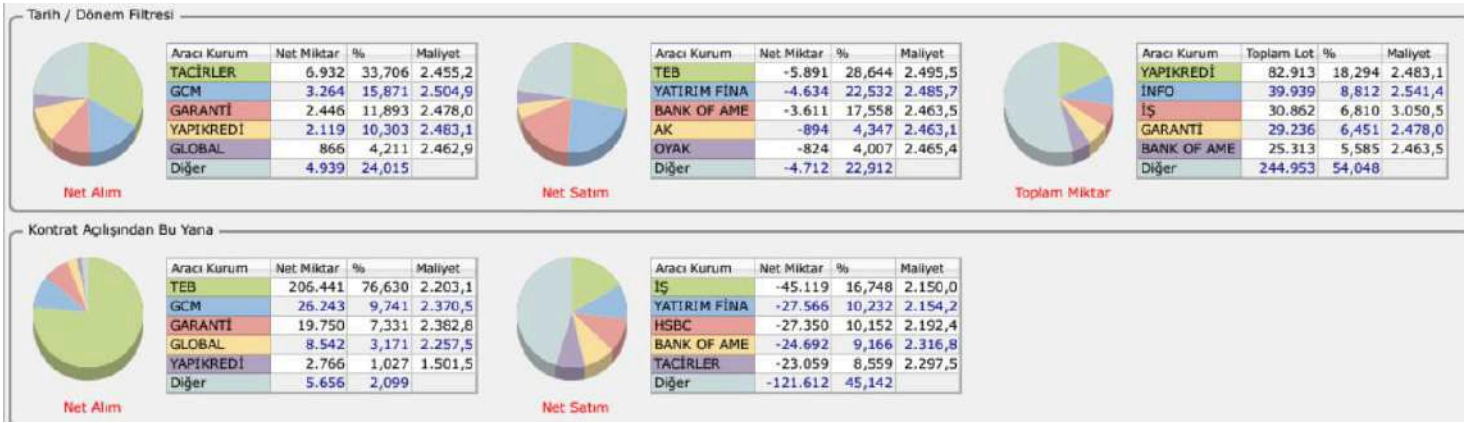 Tarih / Dönem Filtresi
Aracı Kurum Net Miktar % Maliyet
TACİRLER 6.932 33,706 2.455,2
GCM 3.264 15,871 2.504,9
GARANTİ 2.446 11,893 2.478,0
YAPIKREDİ 2.119 10,303 2.483,1
GLOBAL 866 4,211 2.462,9
Diğer 4.939 24,015
Net Alım
Aracı Kurum Net Miktar % Maliyet
TEB -5.891 28,644 2.495,5
YATIRIM FİNA -4.634 22,532 2.485,7
BANK OF AME -3.611 17,558 2.463,5
AK -894 4,347 2.463,1
OYAK -824 4,007 2.465,4
Diğer -4.712 22,912
Net Satım
Aracı Kurum Toplam Lot % Maliyet
YAPIKREDİ 82.913 18,294 2.483,1
İNFO 39.939 8,812 2.541,4
İŞ 30.862 6,810 3.050,5
GARANTİ 29.236 6,451 2.478,0
BANK OF AME 25.313 5,585 2.463,5
Diğer 244.953 54,048
Toplam Miktar
Kontrat Açılışından Bu Yana
Aracı Kurum Net Miktar % Maliyet
TEB 206.441 76,630 2.203,1
GCM 26.243 9,741 2.370,5
GARANTİ 19.750 7,331 2.382,8
GLOBAL 8.542 3,171 2.257,5
YAPIKREDİ 2.766 1,027 1.501,5
Diğer 5.656 2,099
Net Alım
Aracı Kurum Net Miktar % Maliyet
İŞ -45.119 16,748 2.150,0
YATIRIM FİNA -27.566 10,232 2.154,2
HSBC -27.350 10,152 2.192,4
BANK OF AME -24.692 9,166 2.316,8
TACİRLER -23.059 8,559 2.297,5
Diğer -121.612 45,142
Net Satım